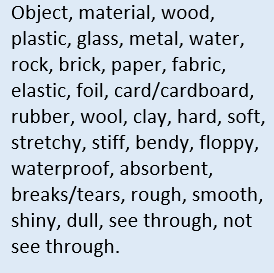 Object, material, wood,
plastic, glass, metal, water,
rock, brick, paper, fabric,
elastic, foil, card/cardboard,
rubber, wool, clay, hard, soft,
stretchy, stiff, bendy, floppy,
waterproof, absorbent,
breaks/tears, rough, smooth,
shiny, dull, see through, not
see through.